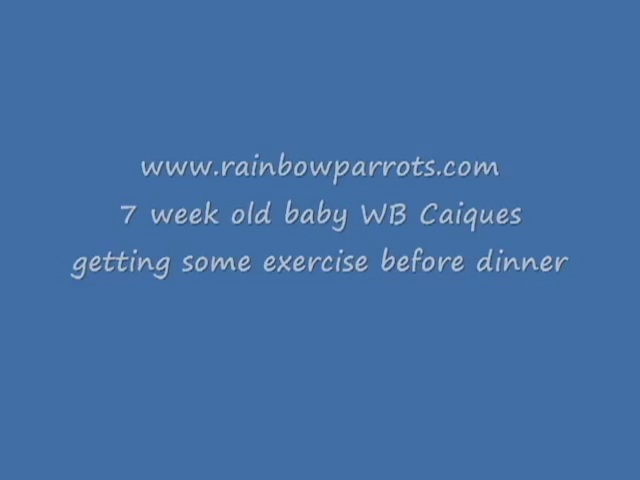 www.rainbowparrots.com
7 week old baby WB Caiques
getting some exercise before dinner